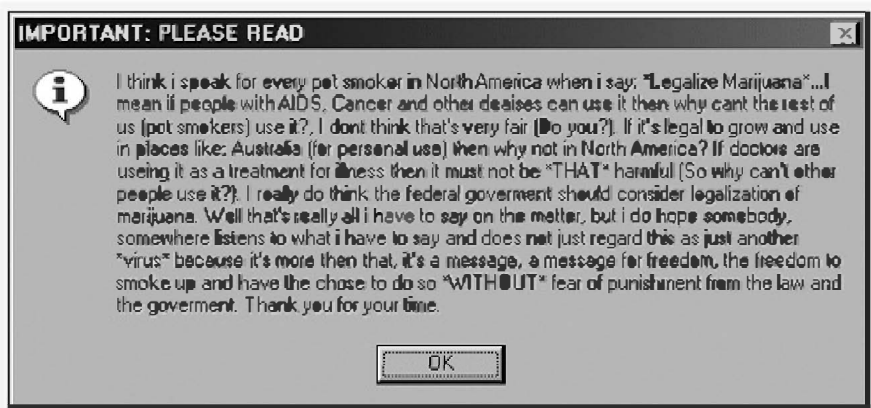 IMPORTANT: PLEASE READ
I think i speak for every pot smoker in North America when i say: *Legalize Marijuana*...I
mean if people with AIDS, Cancer and other deaises can use it then why cant the rest of
us (pot smokers) use it?, I dont think that's very fair (Do you?). If it's legal to grow and use
in places like: Australia (for personal use) then why not in North America? If doctors are
useing it as a treatment for illness then it must not be *THAT* harmful (So why can't other
people use it?). I really do think the federal goverment should consider legalization of
marijuana. Well that's really all i have to say on the matter, but i do hope somebody,
somewhere listens to what i have to say and does not just regard this as just another
*virus* because it's more then that, it's a message, a message for freedom, the freedom to
smoke up and have the chose to do so *WITHOUT* fear of punishment from the law and
the goverment. Thank you for your time.
OK